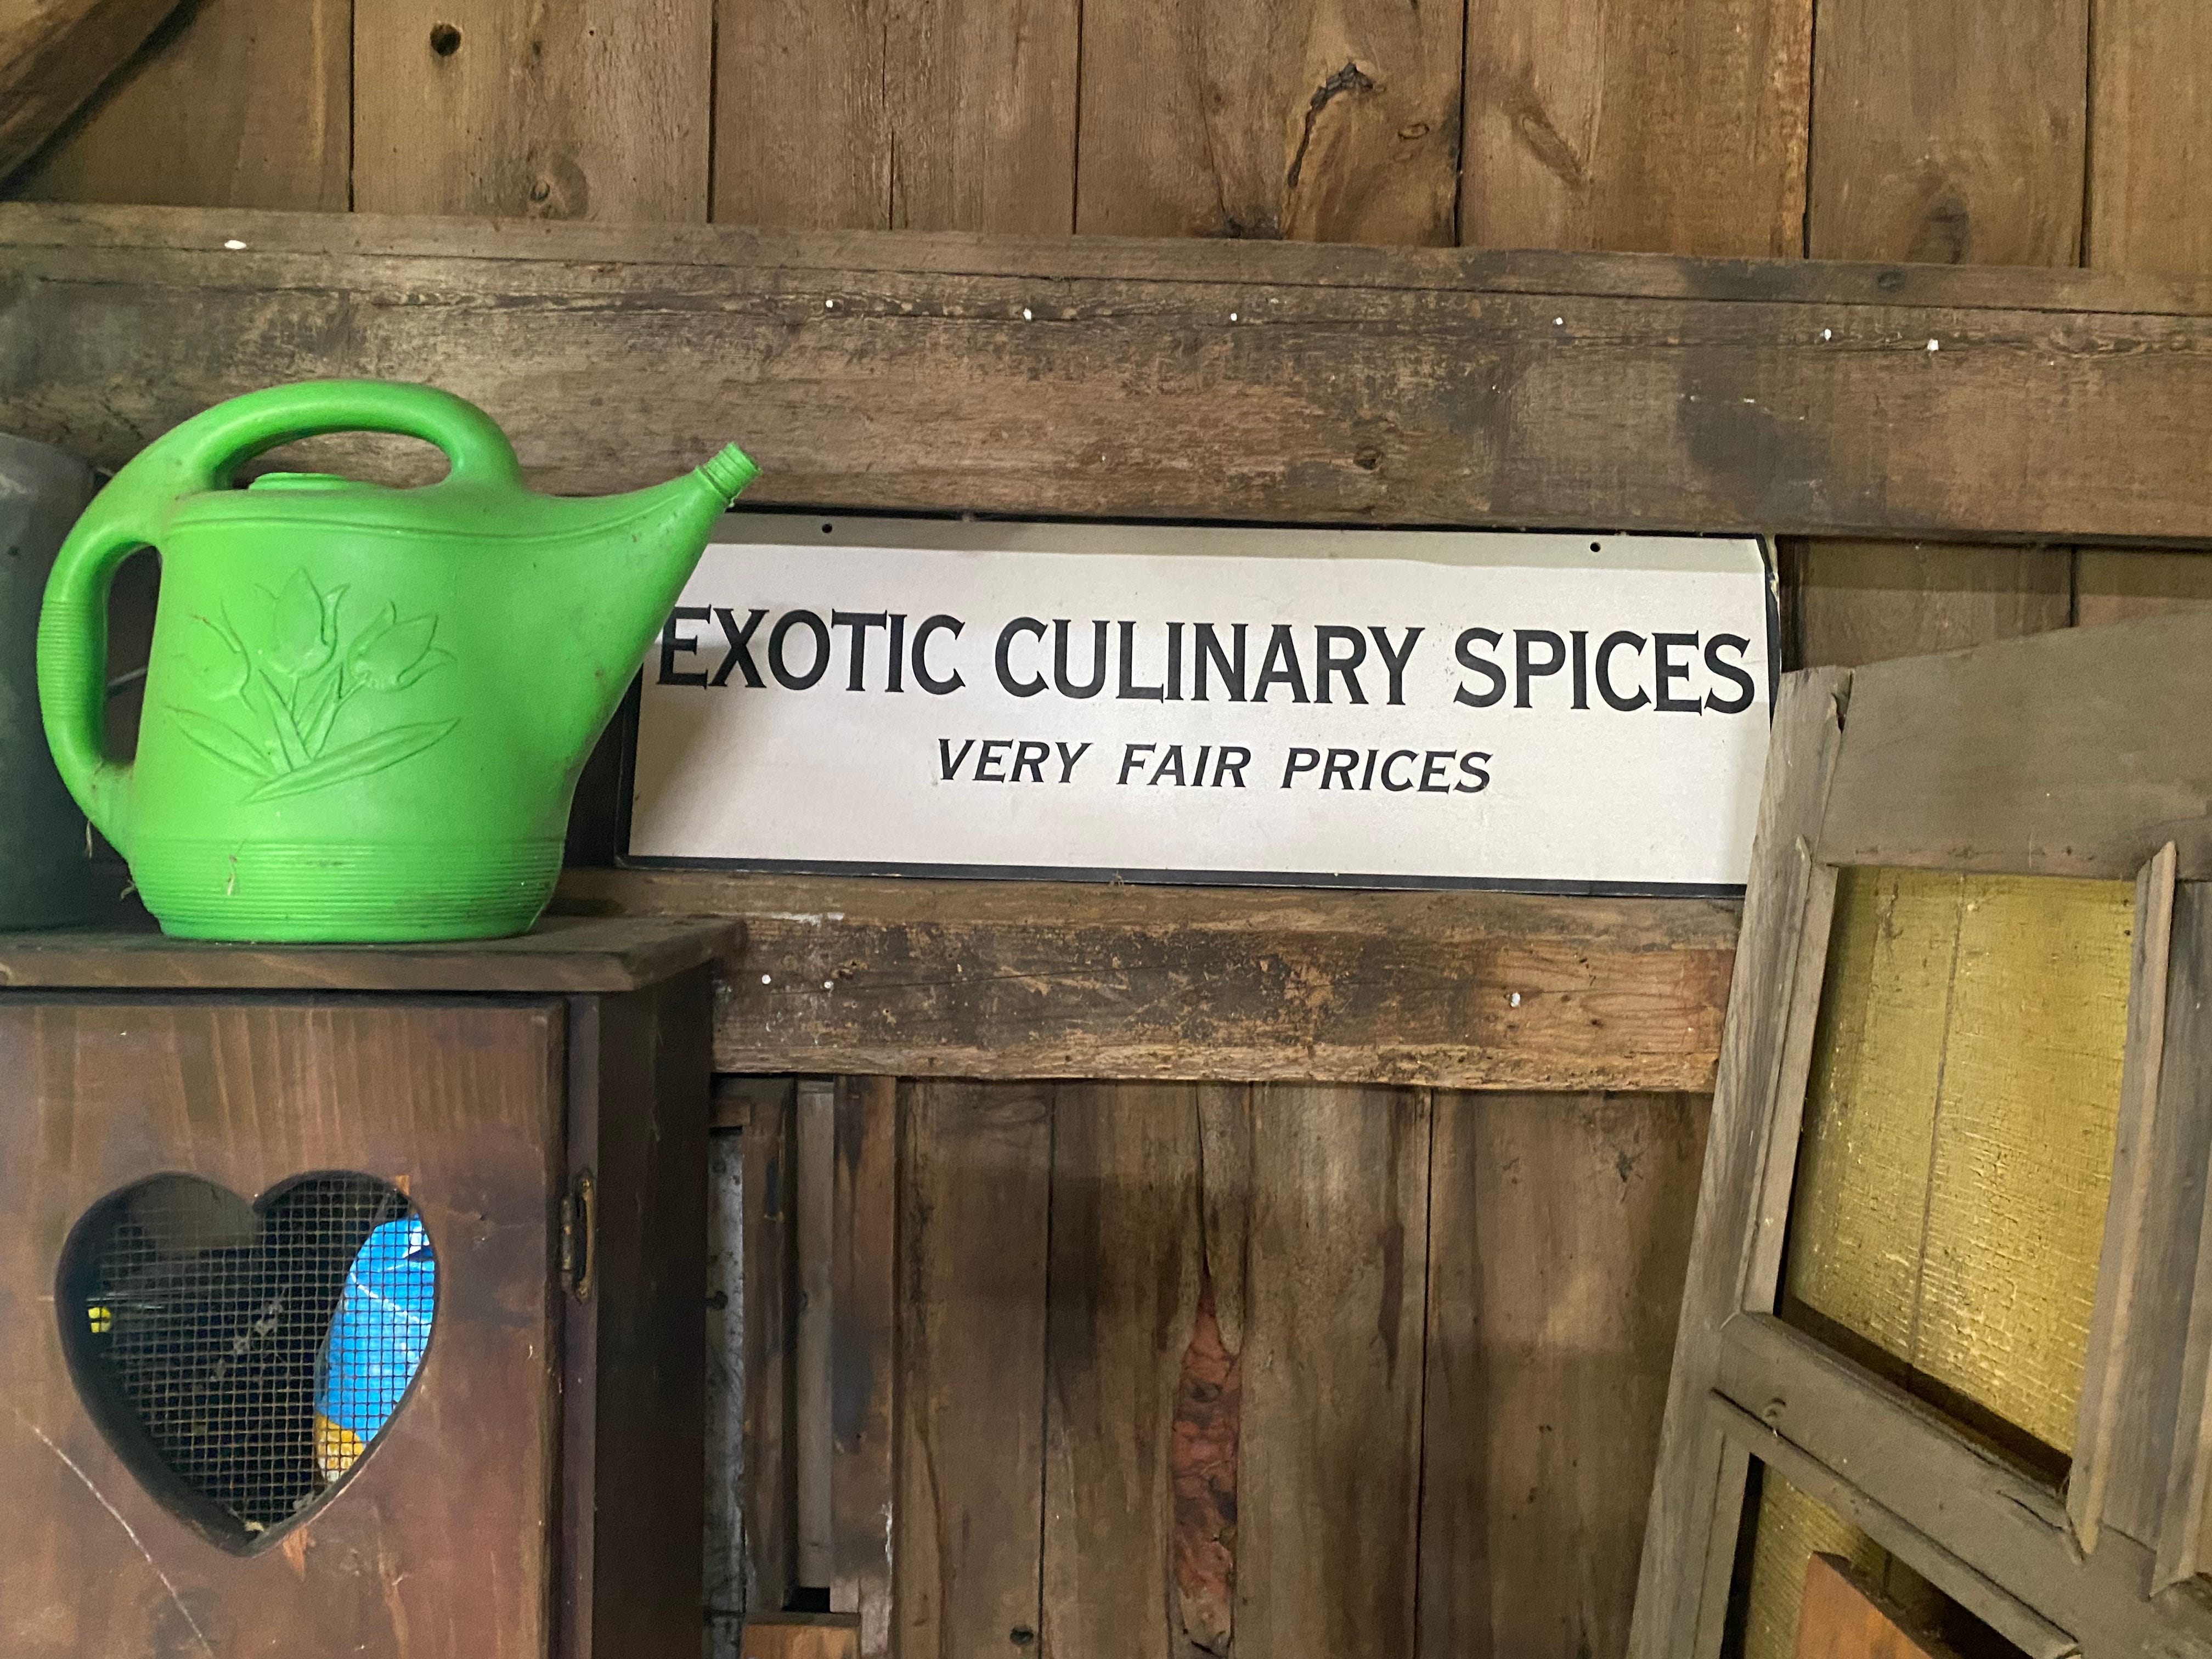 EXOTIC CULINARY SPICES
VERY FAIR PRICES